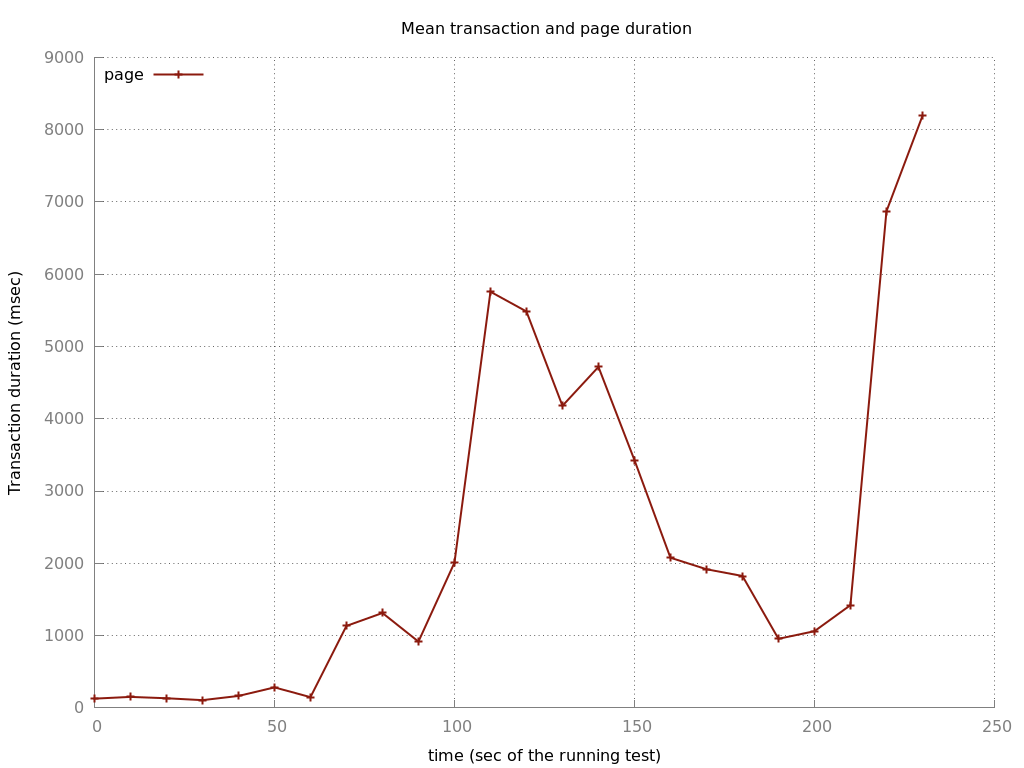 Mean transaction and page duration
9000
page
8000
7000
6000
5000
4000
3000
2000
1000
0
Transaction duration (msec)
0 50 100 150 200 250
time (sec of the running test)